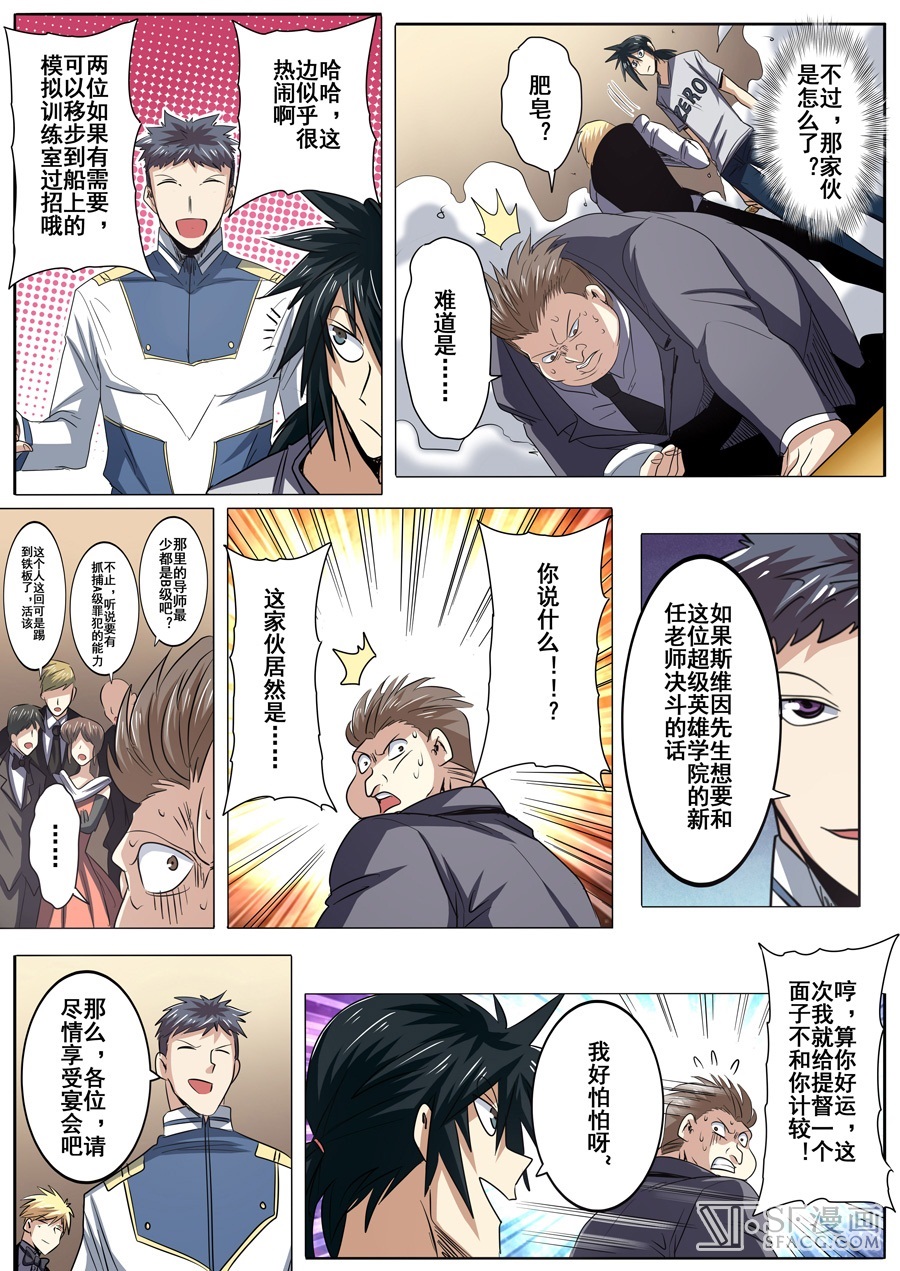 不过，那家伙
是怎么了？
ZERO
肥皂？
难道是……
哈哈，这
边似乎很
热闹啊
两位如果有需要，
可以移步到船上的
模拟训练室过招哦
如果斯维因先生想要和
这位超级英雄学院的新
任老师决斗的话
你说什么！！？
这家伙居然是……
那里的导师最
少都是B级吧？
不止，听说要有
抓捕A级罪犯的能力
这个人这回可是踢
到铁板了，活该
……
哼，算你好运，这
次我就给提督一个
面子不和你计较！
我好怕怕呀~
那么，各位，请
尽情享受宴会吧
SF漫画
SFACG.COM